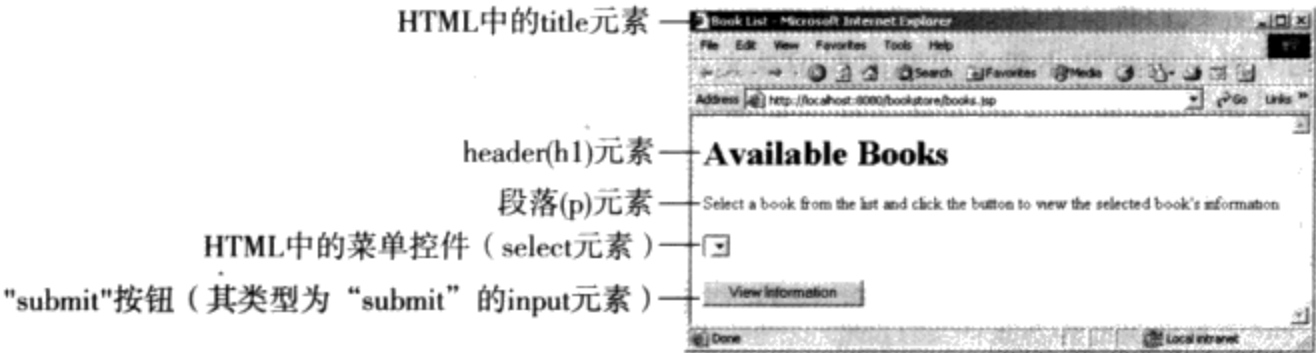 HTML中的title元素
Book List - Microsoft Internet Explorer
File Edit View Favorites Tools Help
Search Favorites Media
Address http://localhost:8080/bookstore/books.jsp Go Links »
header(h1)元素
Available Books
段落(p)元素
Select a book from the list and click the button to view the selected book's information
HTML中的菜单控件（select元素）
"submit"按钮（其类型为“submit”的input元素）
View Information
Done Local intranet